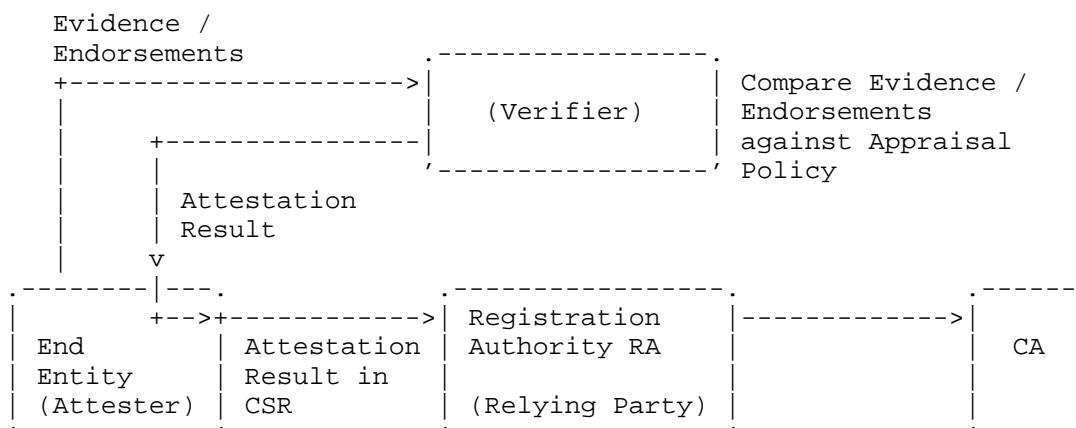 Evidence /
Endorsements
Compare Evidence /
(Verifier) Endorsements
against Appraisal
Policy
Attestation
Result
v
Registration
End Attestation Authority RA CA
Entity Result in
(Attester) CSR (Relying Party)